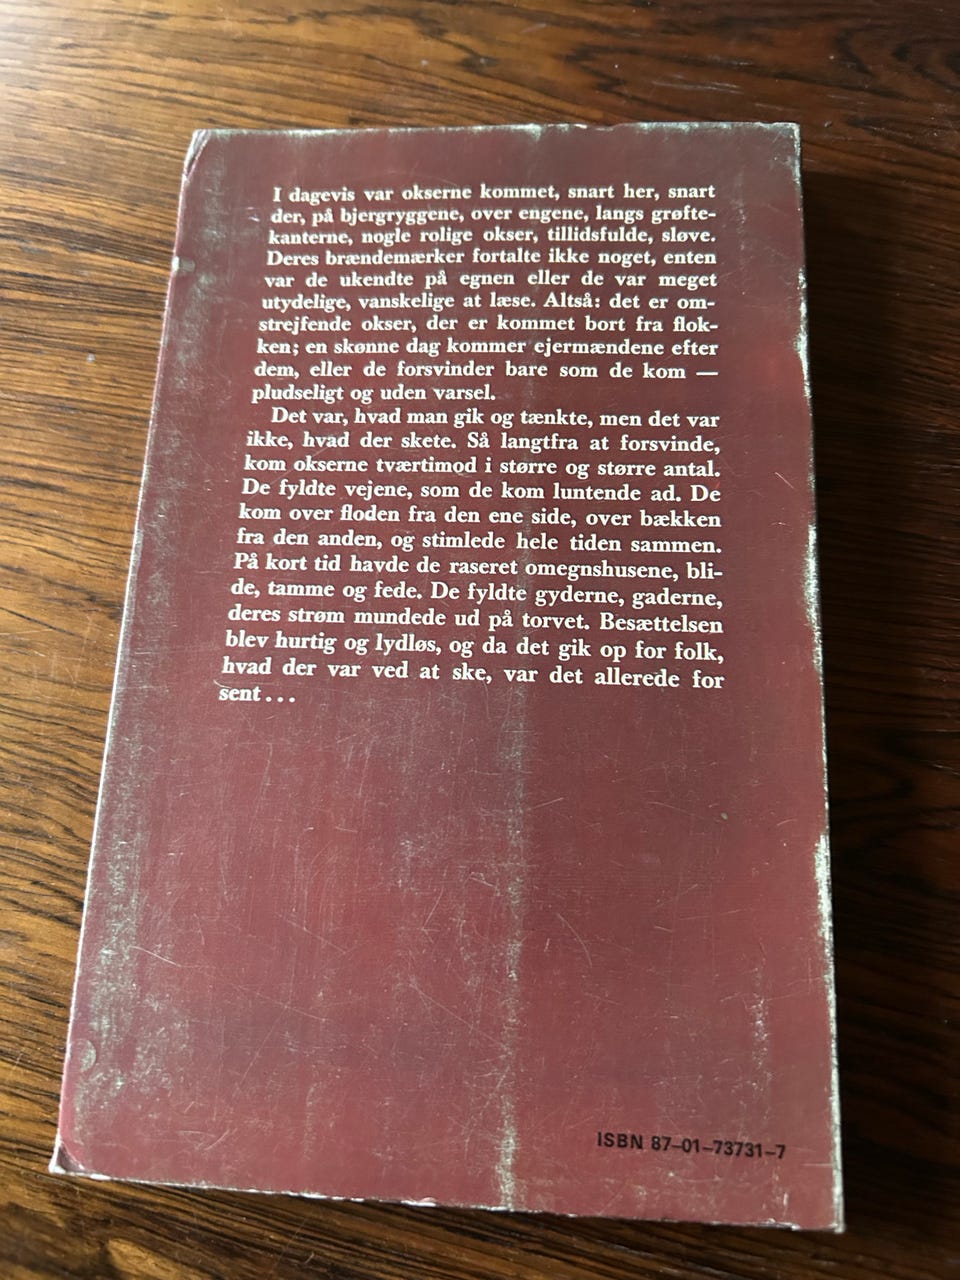 I dagevis var okserne kommet, snart her, snart
der, på bjergryggene, over engene, langs grøfte-
kanterne, nogle rolige okser, tillidsfulde, sløve.
Deres brændemærker fortalte ikke noget, enten
var de ukendte på egnen eller de var meget
utydelige, vanskelige at læse. Altså: det er om-
strejfende okser, der er kommet bort fra flok-
ken; en skønne dag kommer ejermændene efter
dem, eller de forsvinder bare som de kom —
pludseligt og uden varsel.
Det var, hvad man gik og tænkte, men det var
ikke, hvad der skete. Så langtfra at forsvinde,
kom okserne tværtimod i større og større antal.
De fyldte vejene, som de kom luntende ad. De
kom over floden fra den ene side, over bækken
fra den anden, og stimlede hele tiden sammen.
På kort tid havde de raseret omegnshusene, bli-
de, tamme og fede. De fyldte gyderne, gaderne,
deres strøm mundede ud på torvet. Besættelsen
blev hurtig og lydløs, og da det gik op for folk,
hvad der var ved at ske, var det allerede for
sent...
ISBN 87-01-73731-7